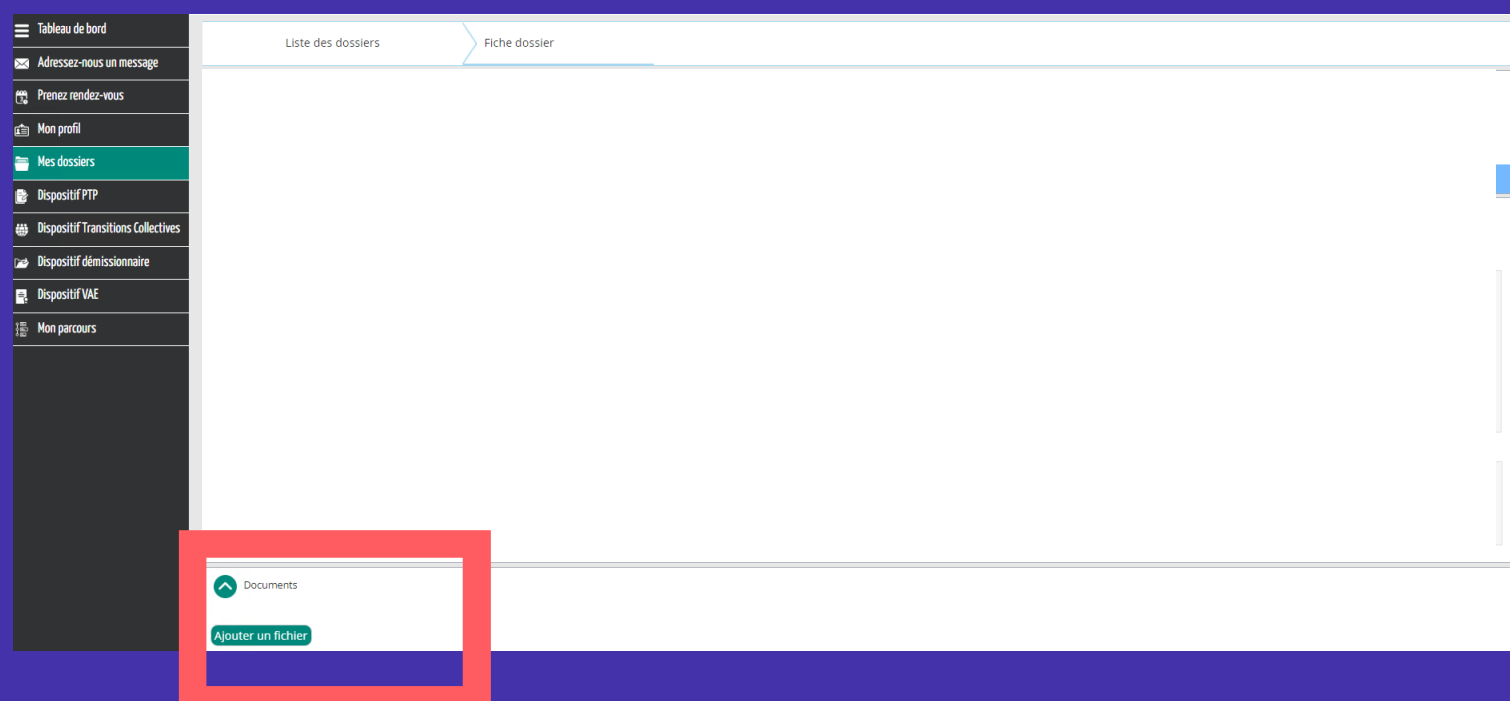 Tableau de bord
Adressez-nous un message
Prenez rendez-vous
Mon profil
Mes dossiers
Dispositif PTP
Dispositif Transitions Collectives
Dispositif démissionnaire
Dispositif VAE
Mon parcours
Liste des dossiers
Fiche dossier
Documents
Ajouter un fichier